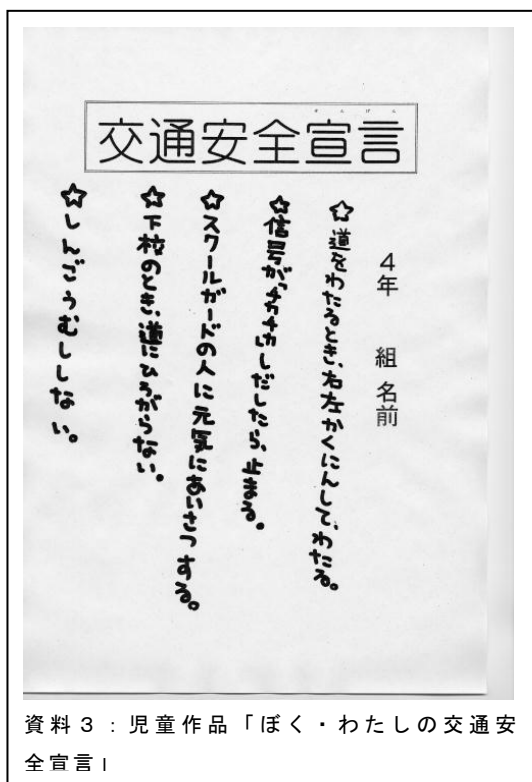 交通安全宣言
せんげん
4年 組 名前
☆道をわたるとき、右左かくにんして、わたる。
☆信号がチカチカしだしたら、止まる。
☆スクールガードの人に元気にあいさつする。
☆下校のとき、道にひろがらない。
☆しんごうむししない。
資料3:児童作品「ぼく・わたしの交通安
全宣言」